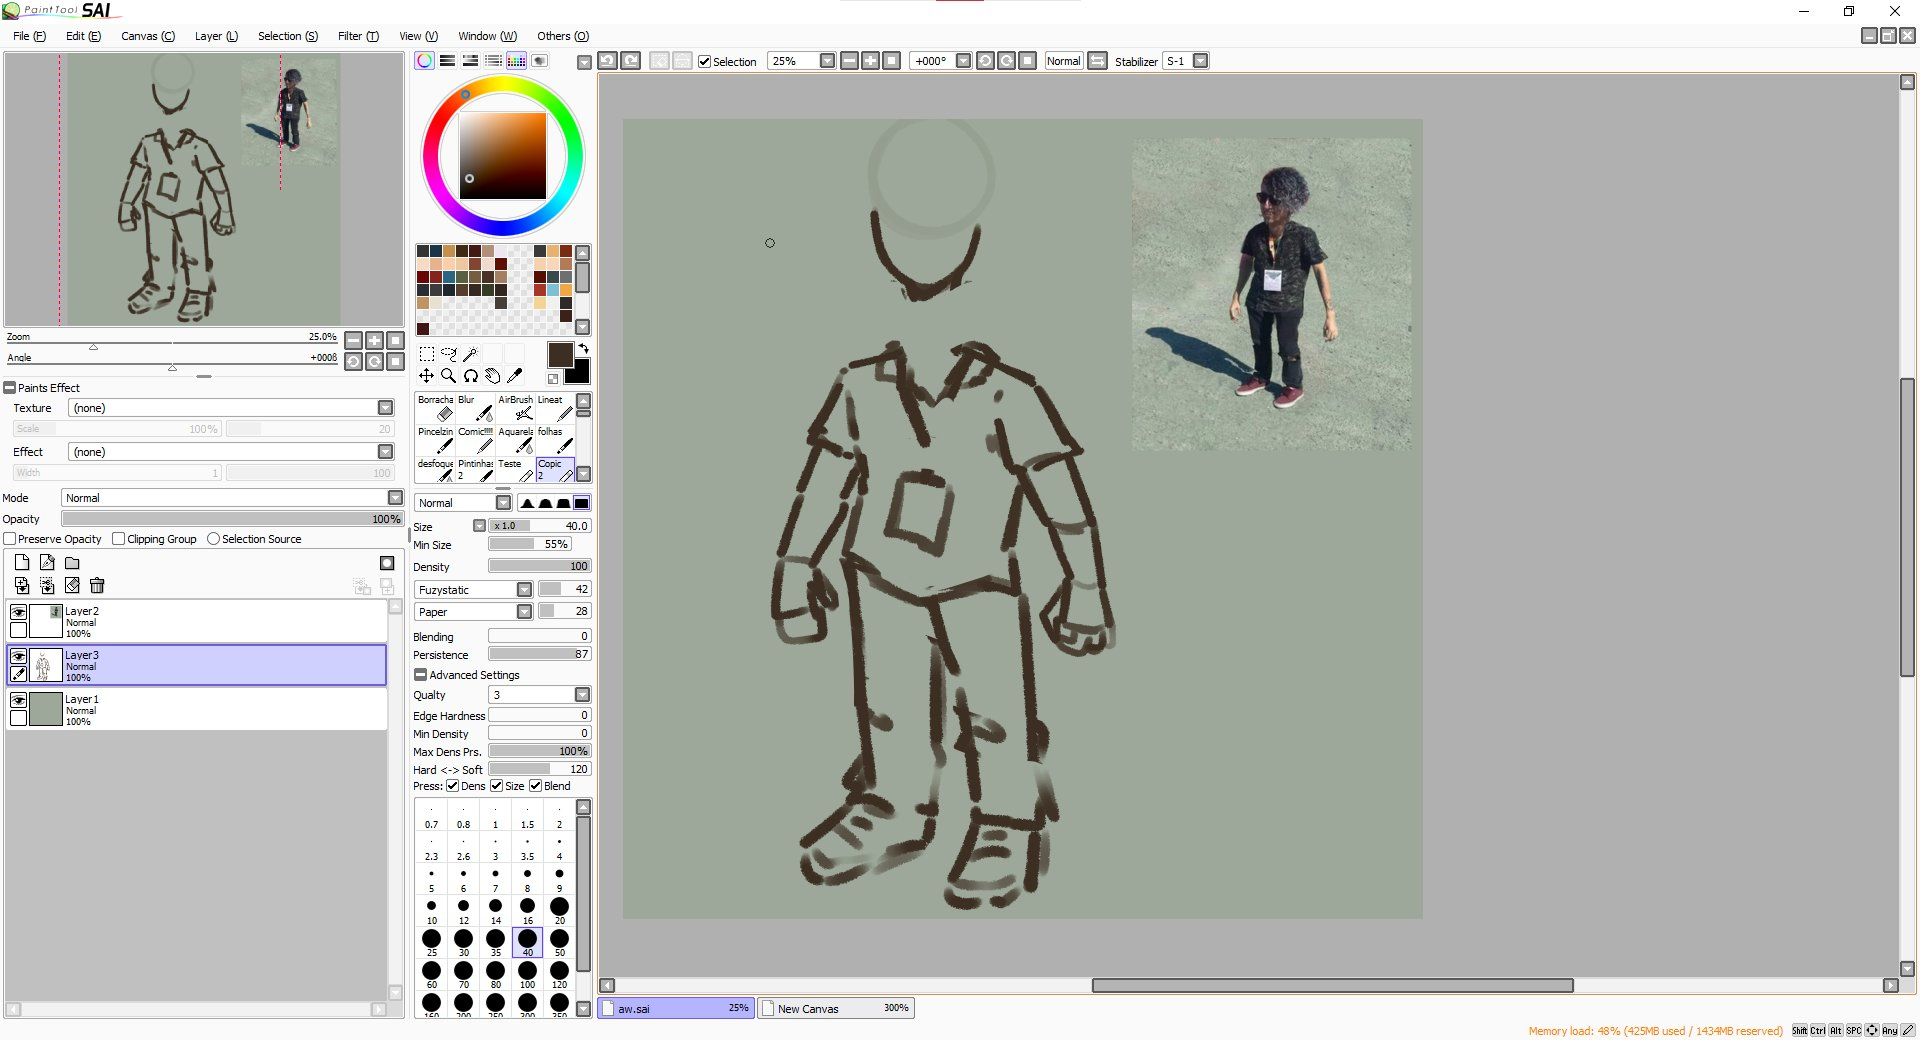 PaintTool SAI
File (F) Edit (E) Canvas (C) Layer (L) Selection (S) Filter (T) View (V) Window (W) Others (O)
Selection 25% +000° Normal Stabilizer S-1
Zoom 25.0%
Angle +000ß
Paints Effect
Texture (none)
Scale 100% 20
Effect (none)
Width 1 100
Mode Normal
Opacity 100%
Preserve Opacity Clipping Group Selection Source
Layer2
Normal
100%
Layer3
Normal
100%
Layer1
Normal
100%
Borracha Blur AirBrush Lineat
Pincelzin Comic!!!! Aquarela folhas
desfoque Pintinhas 2 Teste Copic 2
Normal
Size x 1.0 40.0
Min Size 55%
Density 100
Fuzystatic 42
Paper 28
Blending 0
Persistence 87
Advanced Settings
Qualty 3
Edge Hardness 0
Min Density 0
Max Dens Prs. 100%
Hard <-> Soft 120
Press: Dens Size Blend
0.7 0.8 1 1.5 2
2.3 2.6 3 3.5 4
5 6 7 8 9
10 12 14 16 20
25 30 35 40 50
60 70 80 100 120
160 200 250 300 350
aw.sai 25% New Canvas 300%
Memory load: 48% (425MB used / 1434MB reserved) Shift Ctrl Alt SPC Any